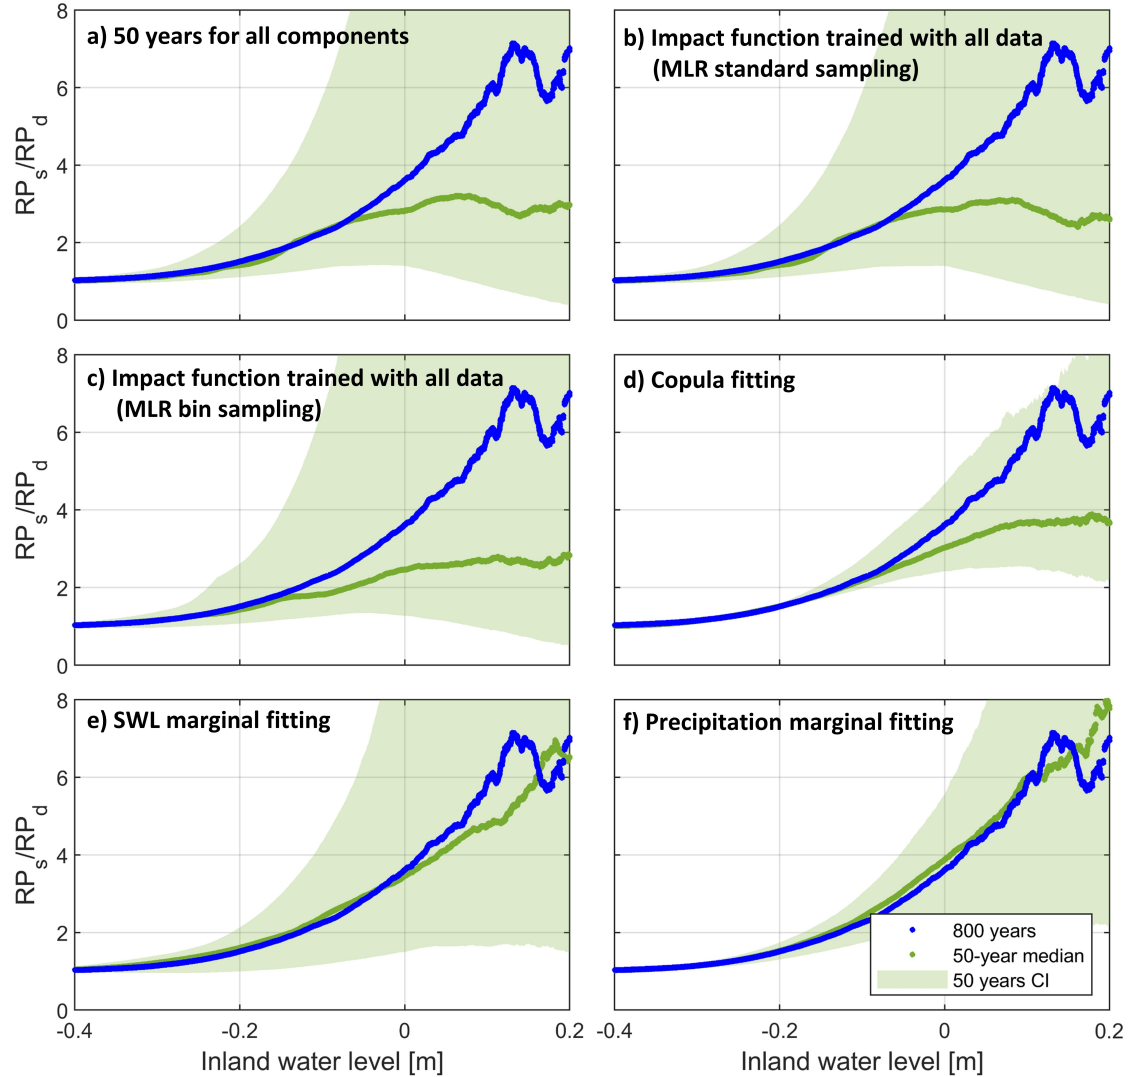 8
6
4
2
0
RPs/RPd
a) 50 years for all components
b) Impact function trained with all data
(MLR standard sampling)
8
6
4
2
0
RPs/RPd
c) Impact function trained with all data
(MLR bin sampling)
d) Copula fitting
8
6
4
2
0
RPs/RPd
e) SWL marginal fitting
f) Precipitation marginal fitting
800 years
50-year median
50 years CI
-0.4 -0.2 0 0.2
-0.4 -0.2 0 0.2
Inland water level [m]
Inland water level [m]